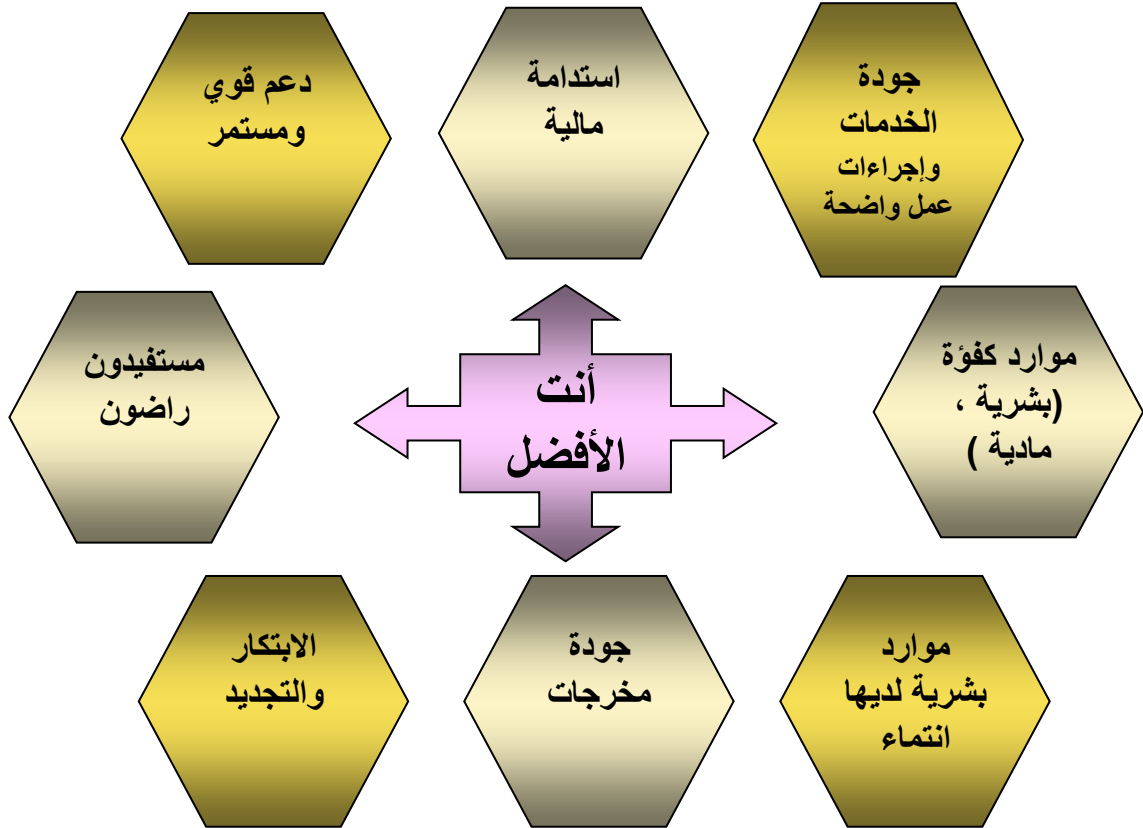 جودة
الخدمات
وإجراءات
عمل واضحة
استدامة
مالية
دعم قوي
ومستمر
موارد كفؤة
(بشرية ،
مادية )
أنت
الأفضل
مستفيدون
راضون
موارد
بشرية لديها
انتماء
جودة
مخرجات
الابتكار
والتجديد